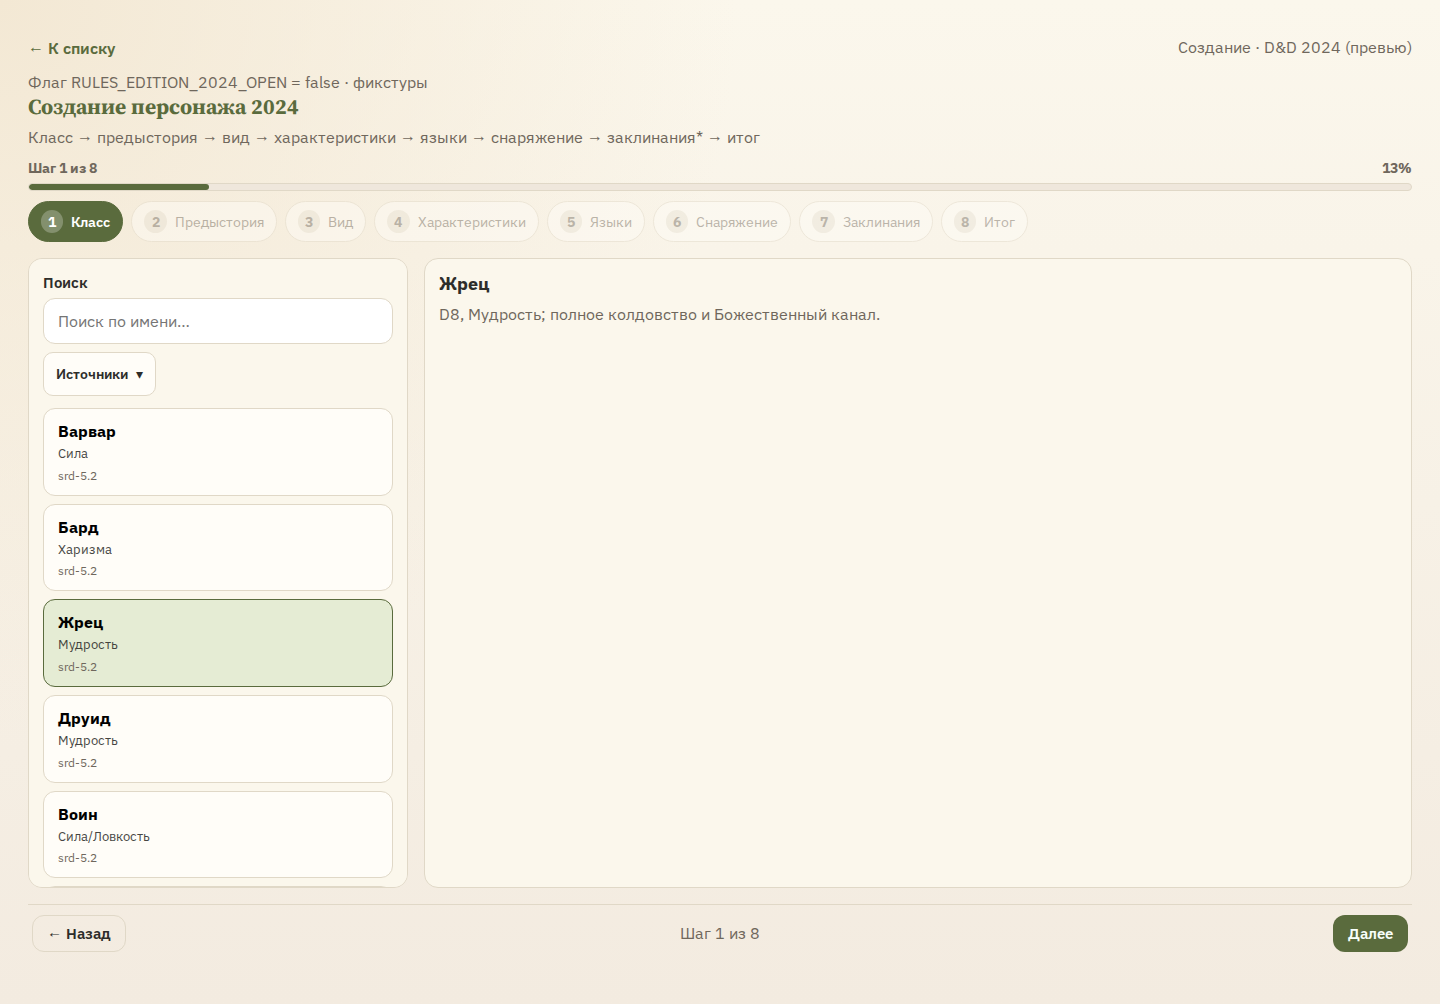 ← К списку
Создание · D&D 2024 (превью)
Флаг RULES_EDITION_2024_OPEN = false · фикстуры
Создание персонажа 2024
Класс → предыстория → вид → характеристики → языки → снаряжение → заклинания* → итог
Шаг 1 из 8
13%
1 Класс
2 Предыстория
3 Вид
4 Характеристики
5 Языки
6 Снаряжение
7 Заклинания
8 Итог
Поиск
Поиск по имени...
Источники ▾
Варвар
Сила
srd-5.2
Бард
Харизма
srd-5.2
Жрец
Мудрость
srd-5.2
Друид
Мудрость
srd-5.2
Воин
Сила/Ловкость
srd-5.2
Жрец
D8, Мудрость; полное колдовство и Божественный канал.
← Назад
Шаг 1 из 8
Далее